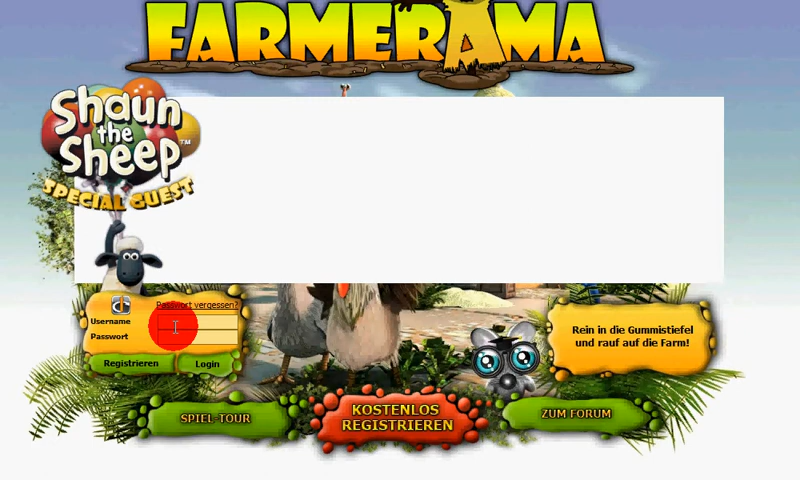 FARMERAMA
Shaun
the
Sheep™
SPECIAL GUEST
Passwort vergessen?
Username
Passwort
Registrieren
Login
Rein in die Gummistiefel
und rauf auf die Farm!
SPIEL-TOUR
KOSTENLOS
REGISTRIEREN
ZUM FORUM